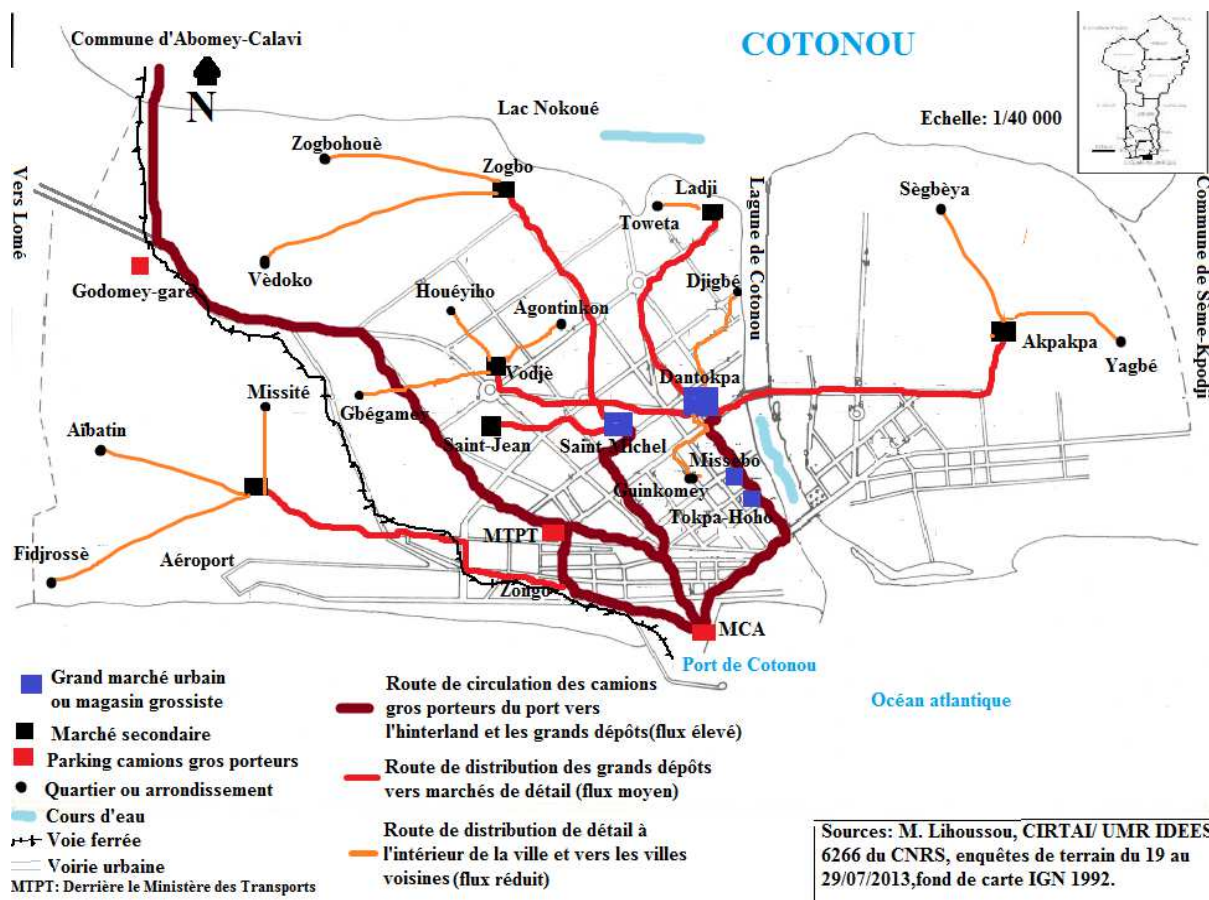 COTONOU
Commune d'Abomey-Calavi
N
Lac Nokoué
Echelle: 1/40 000
Zogbohouè
Zogbo
Ladji
Toweta
Lagune de Cotonou
Sègbèya
Commune de Sème-Kpodji
Vers Lomé
Vèdoko
Godomey-gare
Houéyiho
Agontinkon
Djigbé
Akpakpa
Yagbé
Vodjè
Dantokpa
Missité
Gbégamey
Aïbatin
Saint-Jean
Saint-Michel
Missèbo
Guinkomey
Tokpa-Hoho
MTPT
Fidjrossè
Aéroport
Zongo
MCA
Port de Cotonou
Océan atlantique
Grand marché urbain
ou magasin grossiste
Marché secondaire
Parking camions gros porteurs
Quartier ou arrondissement
Cours d'eau
Voie ferrée
Voirie urbaine
MTPT: Derrière le Ministère des Transports
Route de circulation des camions
gros porteurs du port vers
l'hinterland et les grands dépôts(flux élevé)
Route de distribution des grands dépôts
vers marchés de détail (flux moyen)
Route de distribution de détail à
l'intérieur de la ville et vers les villes
voisines (flux réduit)
Sources: M. Lihoussou, CIRTAI/ UMR IDEES
6266 du CNRS, enquêtes de terrain du 19 au
29/07/2013,fond de carte IGN 1992.